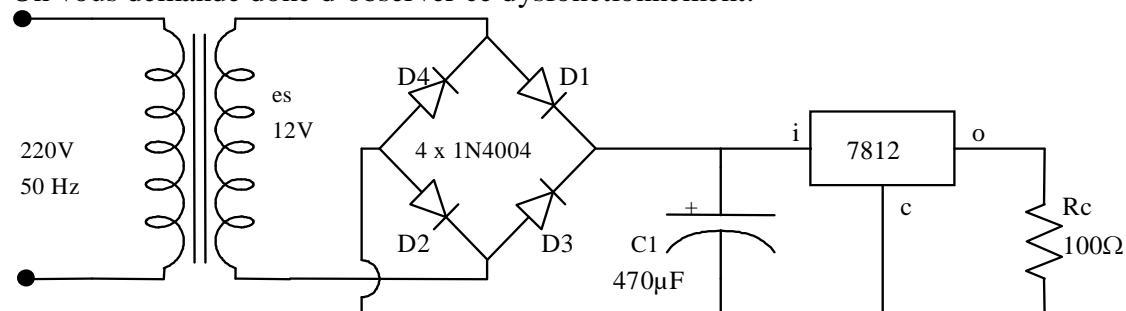 On vous demande donc d'observer ce dysfonctionnement.
D4
D1
es
12V
i
7812
o
220V
50 Hz
4 x 1N4004
c
Rc
100Ω
D2
D3
+
C1
470µF